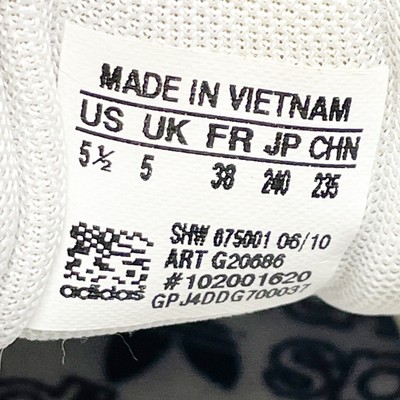 MADE IN VIETNAM
US UK FR JP CHN
5½ 5 38 240 235
SHW 675001 06/10
ART G20686
#102001620
adidas
GPJ4DDG700037